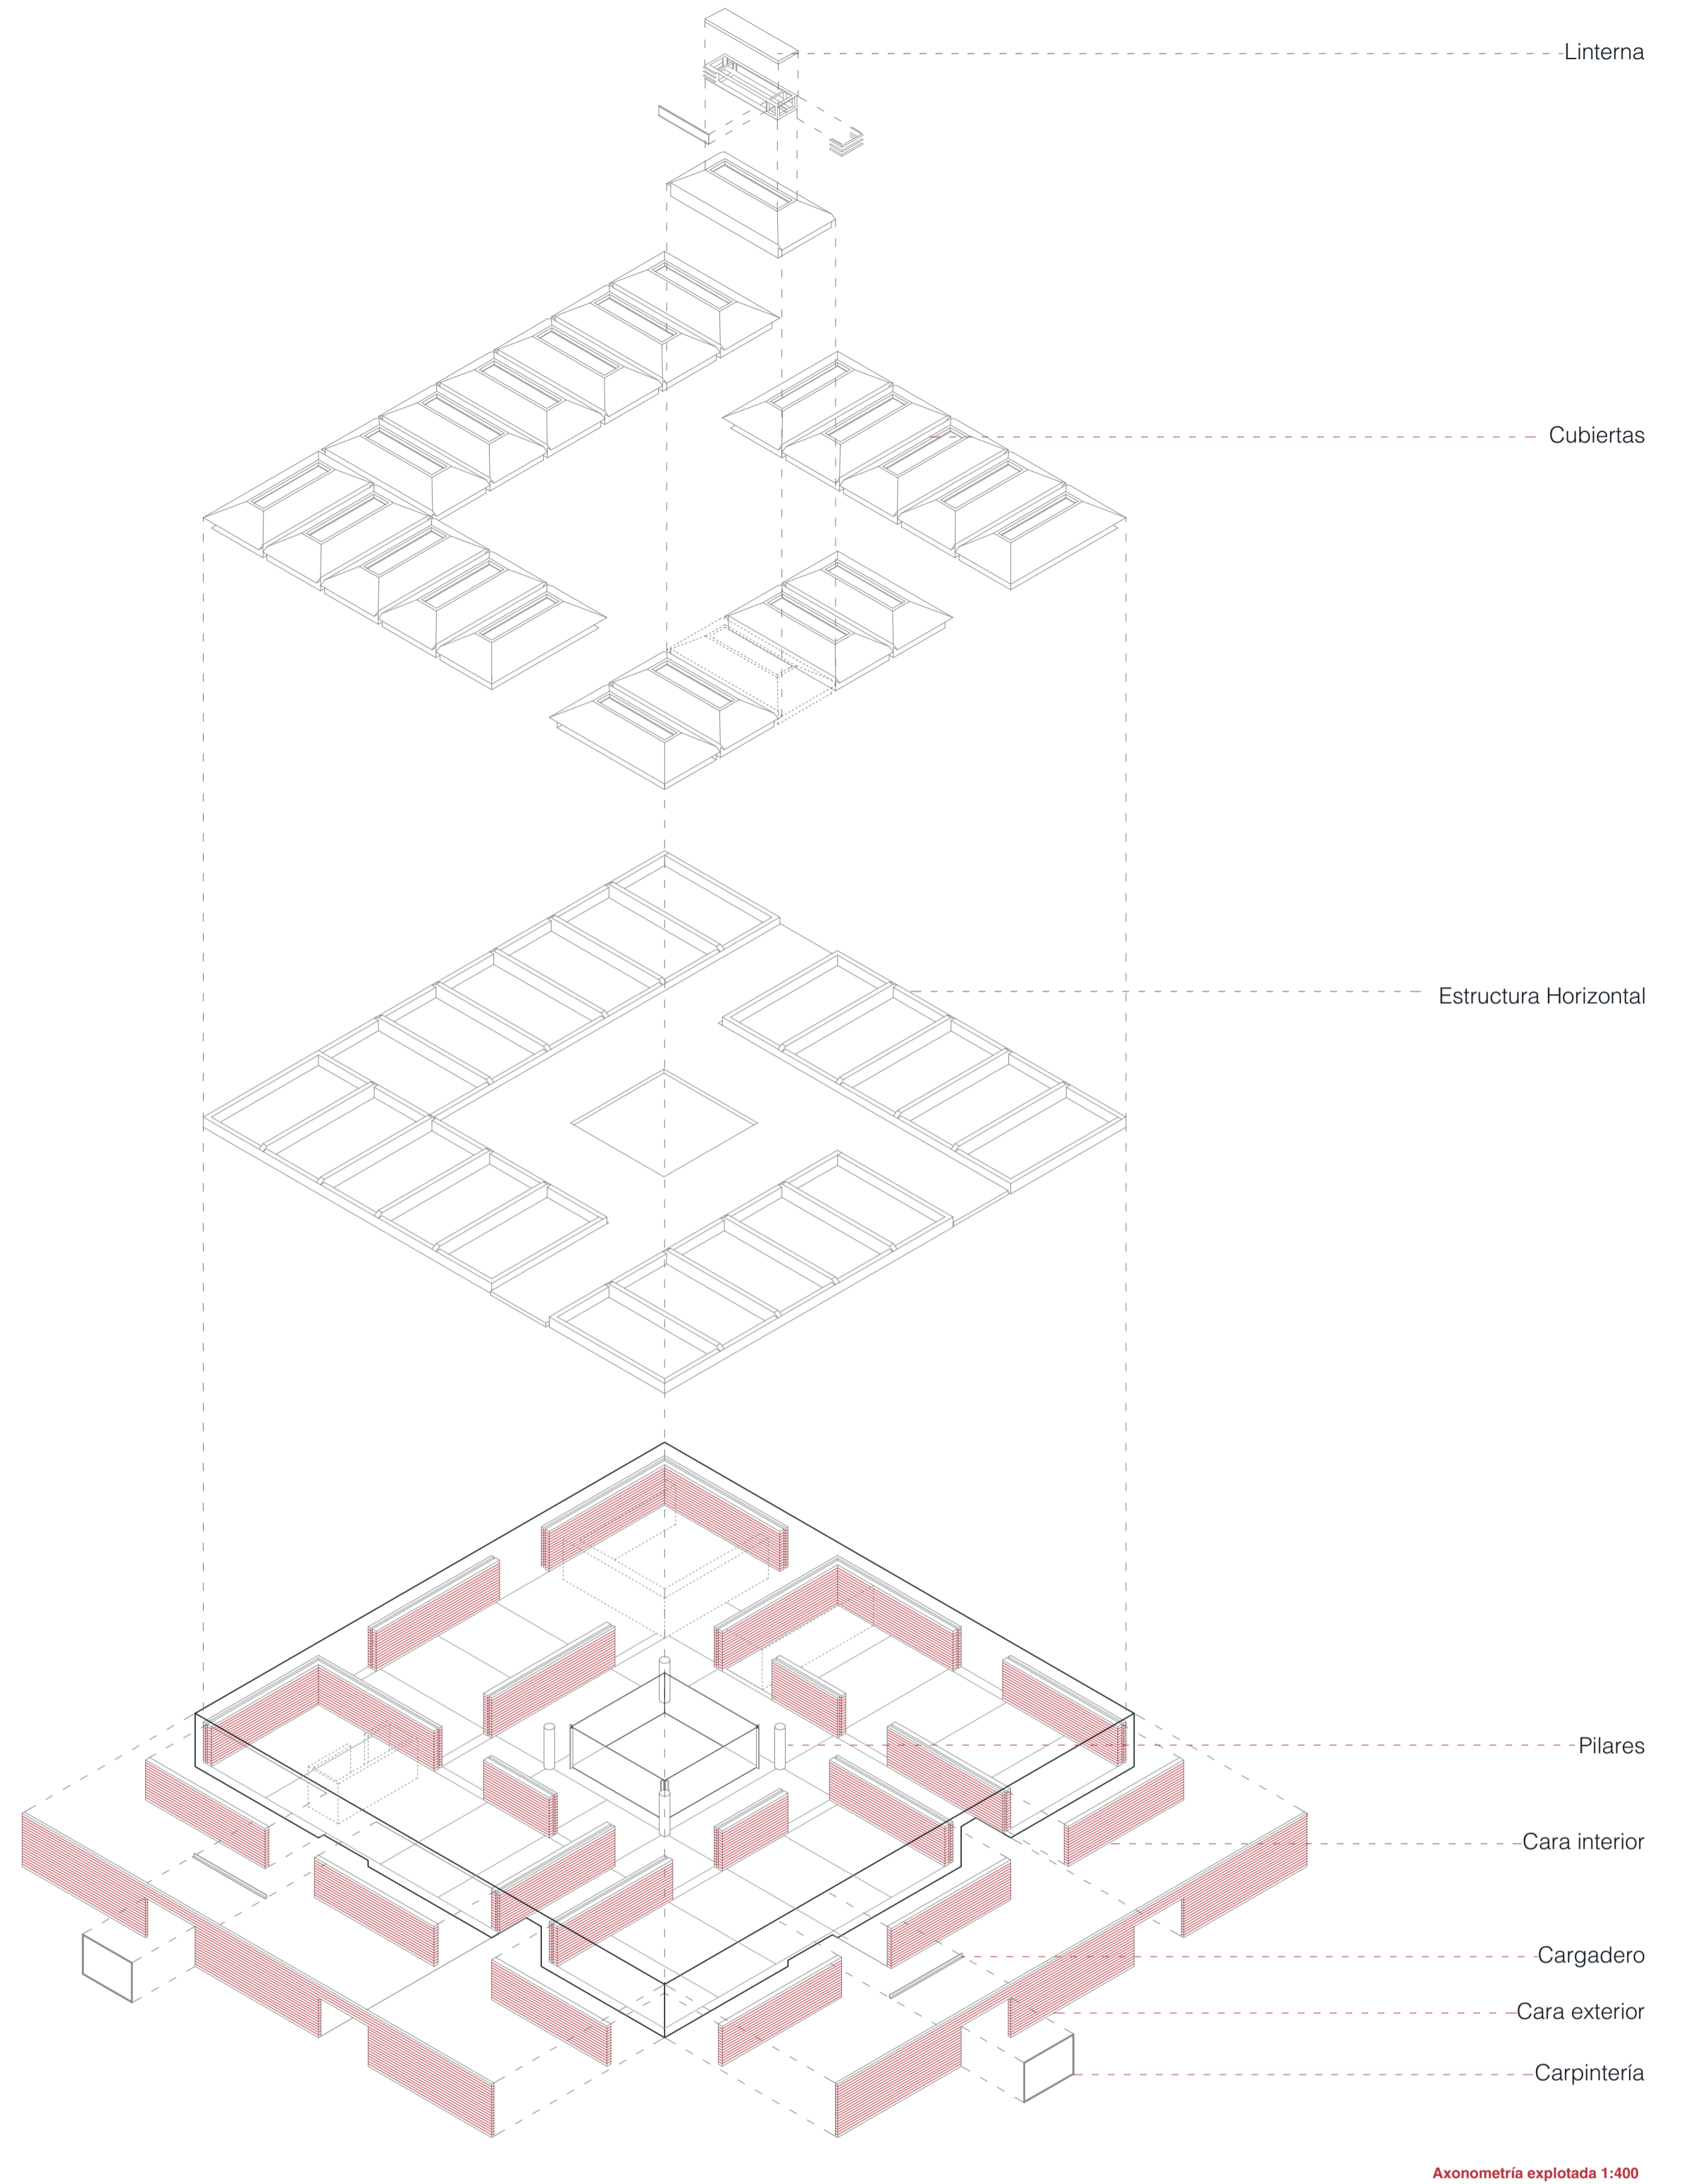 Linterna
Cubiertas
Estructura Horizontal
Pilares
Cara interior
Cargadero
Cara exterior
Carpintería
Axonometría explotada 1:400